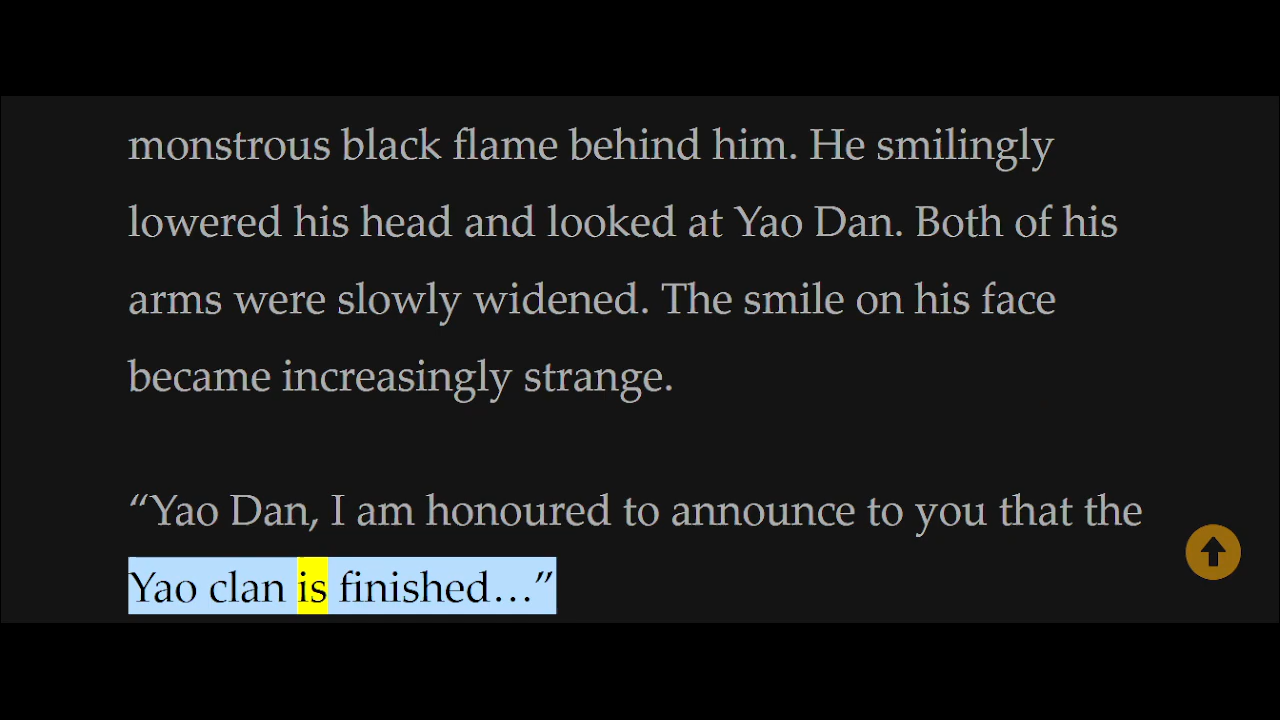 monstrous black flame behind him. He smilingly
lowered his head and looked at Yao Dan. Both of his
arms were slowly widened. The smile on his face
became increasingly strange.
“Yao Dan, I am honoured to announce to you that the
Yao clan is finished…”